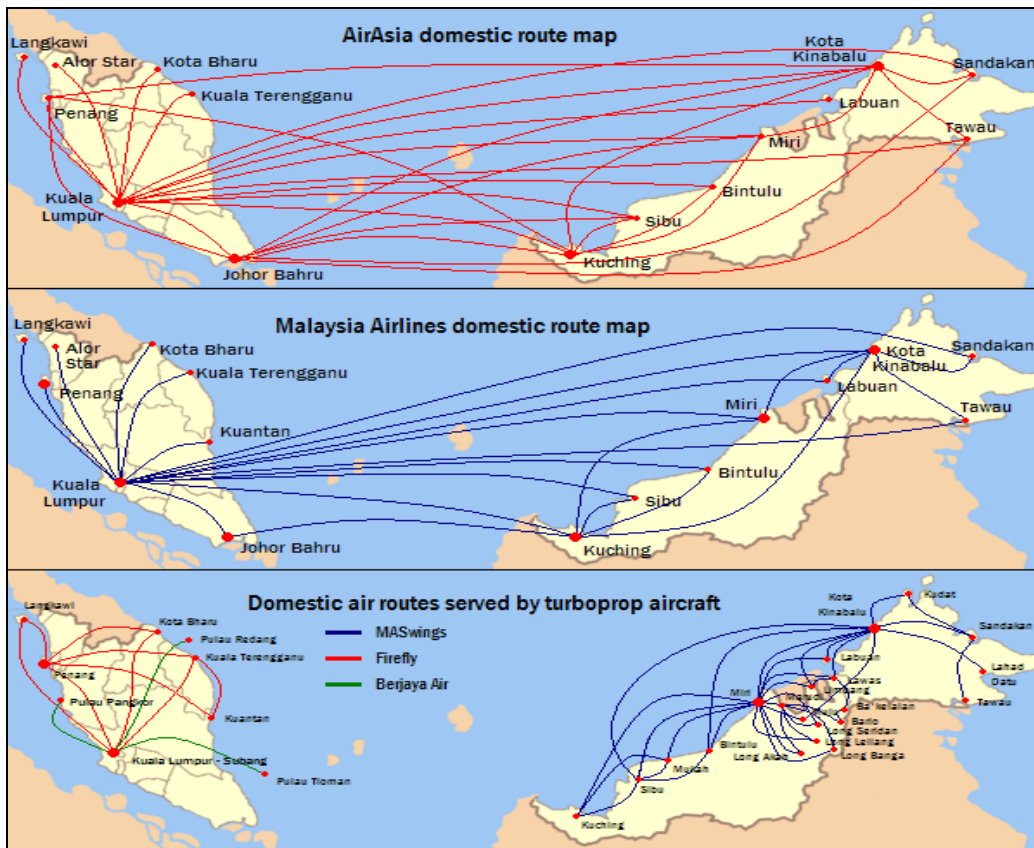 AirAsia domestic route map
Langkawi
Alor Star
Kota Bharu
Penang
Kuala Terengganu
Kuala
Lumpur
Johor Bahru
Kota
Kinabalu
Sandakan
Labuan
Tawau
Miri
Bintulu
Sibu
Kuching
Malaysia Airlines domestic route map
Langkawi
Alor
Star
Kota Bharu
Penang
Kuala Terengganu
Kuantan
Kuala
Lumpur
Johor Bahru
Kota
Kinabalu
Sandakan
Labuan
Miri
Tawau
Bintulu
Sibu
Kuching
Domestic air routes served by turboprop aircraft
MASwings
Firefly
Berjaya Air
Langkawi
Kota Bharu
Pulau Redang
Kuala Terengganu
Penang
Pulau Pangkor
Kuantan
Kuala Lumpur - Subang
Pulau Tioman
Kota
Kinabalu
Kudat
Sandakan
Labuan
Lahad
Datu
Lawas
Limbang
Tawau
Miri
Marudi
Mulu
Ba'kelalan
Bario
Long Seridan
Long Lellang
Long Akah
Long Banga
Bintulu
Mukah
Sibu
Kuching